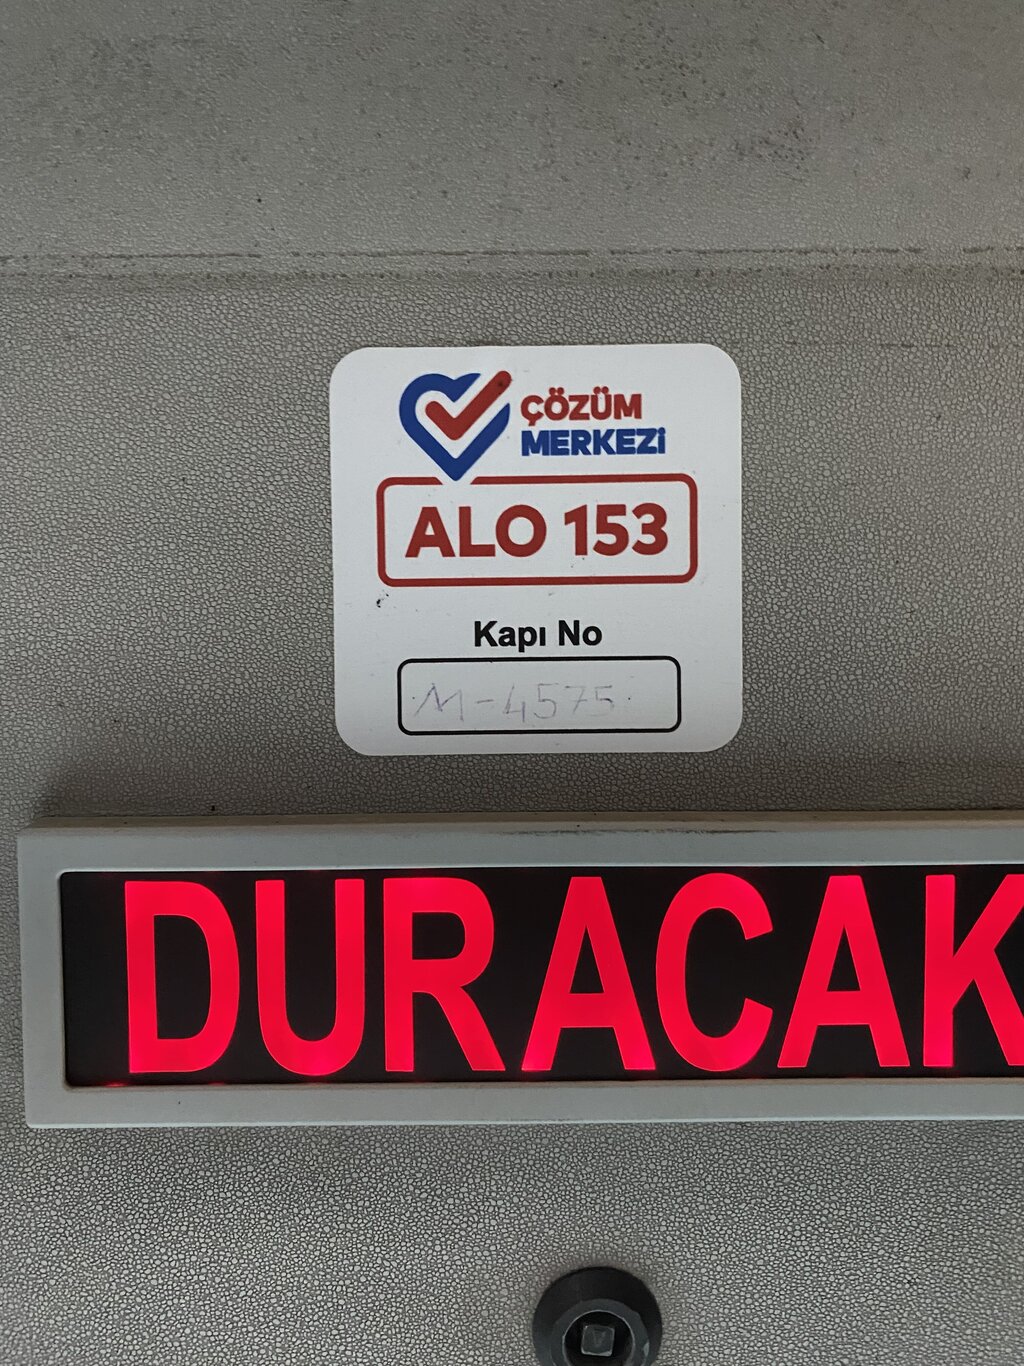 ÇÖZÜM
MERKEZi
ALO 153
Kapı No
M-4575
DURACAK